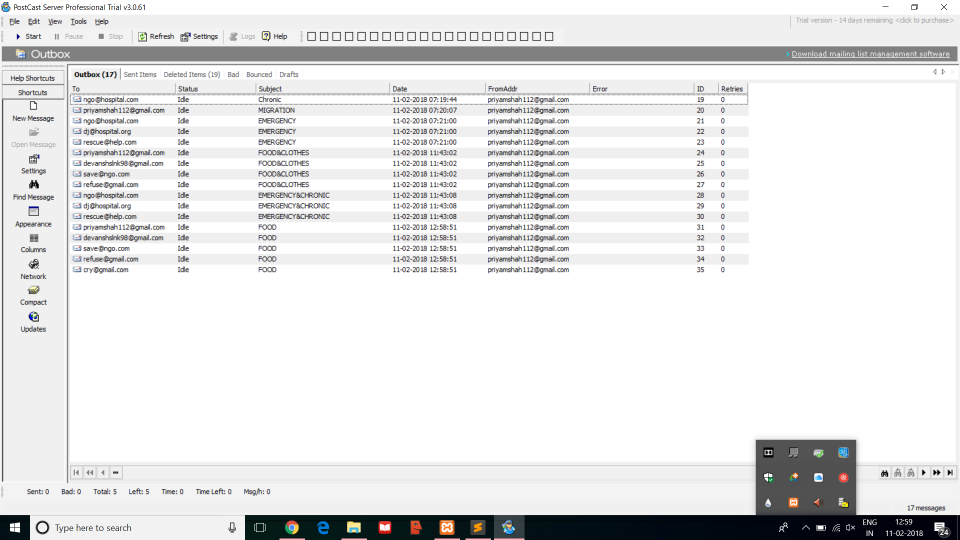 PostCast Server Professional Trial v3.0.61
File Edit View Tools Help
Trial version - 14 days remaining <click to purchase>
Start Pause Stop Refresh Settings Logs Help
Outbox
Download mailing list management software
Help Shortcuts
Shortcuts
New Message
Open Message
Settings
Find Message
Appearance
Columns
Network
Compact
Updates
Outbox (17) Sent Items Deleted Items (19) Bad Bounced Drafts
To Status Subject Date FromAddr Error ID Retries
ngo@hospital.com Idle Chronic 11-02-2018 07:19:44 priyamshah112@gmail.com 19 0
priyamshah112@gmail.com Idle MIGRATION 11-02-2018 07:20:07 priyamshah112@gmail.com 20 0
ngo@hospital.com Idle EMERGENCY 11-02-2018 07:21:00 priyamshah112@gmail.com 21 0
dj@hospital.org Idle EMERGENCY 11-02-2018 07:21:00 priyamshah112@gmail.com 22 0
rescue@help.com Idle EMERGENCY 11-02-2018 07:21:00 priyamshah112@gmail.com 23 0
priyamshah112@gmail.com Idle FOOD&CLOTHES 11-02-2018 11:43:02 priyamshah112@gmail.com 24 0
devanshslnk98@gmail.com Idle FOOD&CLOTHES 11-02-2018 11:43:02 priyamshah112@gmail.com 25 0
save@ngo.com Idle FOOD&CLOTHES 11-02-2018 11:43:02 priyamshah112@gmail.com 26 0
refuse@gmail.com Idle FOOD&CLOTHES 11-02-2018 11:43:02 priyamshah112@gmail.com 27 0
ngo@hospital.com Idle EMERGENCY&CHRONIC 11-02-2018 11:43:08 priyamshah112@gmail.com 28 0
dj@hospital.org Idle EMERGENCY&CHRONIC 11-02-2018 11:43:08 priyamshah112@gmail.com 29 0
rescue@help.com Idle EMERGENCY&CHRONIC 11-02-2018 11:43:08 priyamshah112@gmail.com 30 0
priyamshah112@gmail.com Idle FOOD 11-02-2018 12:58:51 priyamshah112@gmail.com 31 0
devanshslnk98@gmail.com Idle FOOD 11-02-2018 12:58:51 priyamshah112@gmail.com 32 0
save@ngo.com Idle FOOD 11-02-2018 12:58:51 priyamshah112@gmail.com 33 0
refuse@gmail.com Idle FOOD 11-02-2018 12:58:51 priyamshah112@gmail.com 34 0
cry@gmail.com Idle FOOD 11-02-2018 12:58:51 priyamshah112@gmail.com 35 0
Sent: 0 Bad: 0 Total: 5 Left: 5 Time: 0 Time Left: 0 Msg/h: 0
17 messages
Type here to search
ENG
IN
12:59
11-02-2018
24